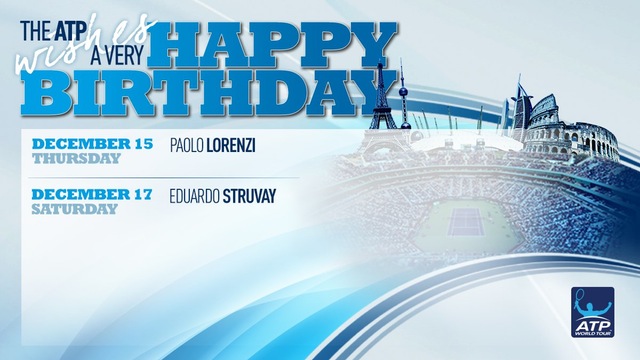 THE ATP
wishes
A VERY
HAPPY
BIRTHDAY
DECEMBER 15 PAOLO LORENZI
THURSDAY
DECEMBER 17 EDUARDO STRUVAY
SATURDAY
ATP
WORLD TOUR